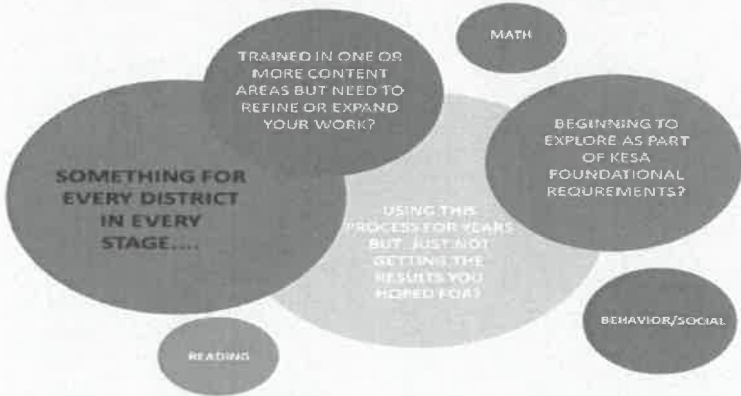 MATH
TRAINED IN ONE OR
MORE CONTENT
AREAS BUT NEED TO
REFINE OR EXPAND
YOUR WORK?
BEGINNING TO
EXPLORE AS PART
OF KESA
FOUNDATIONAL
REQUREMENTS?
SOMETHING FOR
EVERY DISTRICT
IN EVERY
STAGE....
USING THIS
PROCESS FOR YEARS
BUT JUST NOT
GETTING THE
RESULTS YOU
HOPED FOR?
BEHAVIOR/SOCIAL
READING